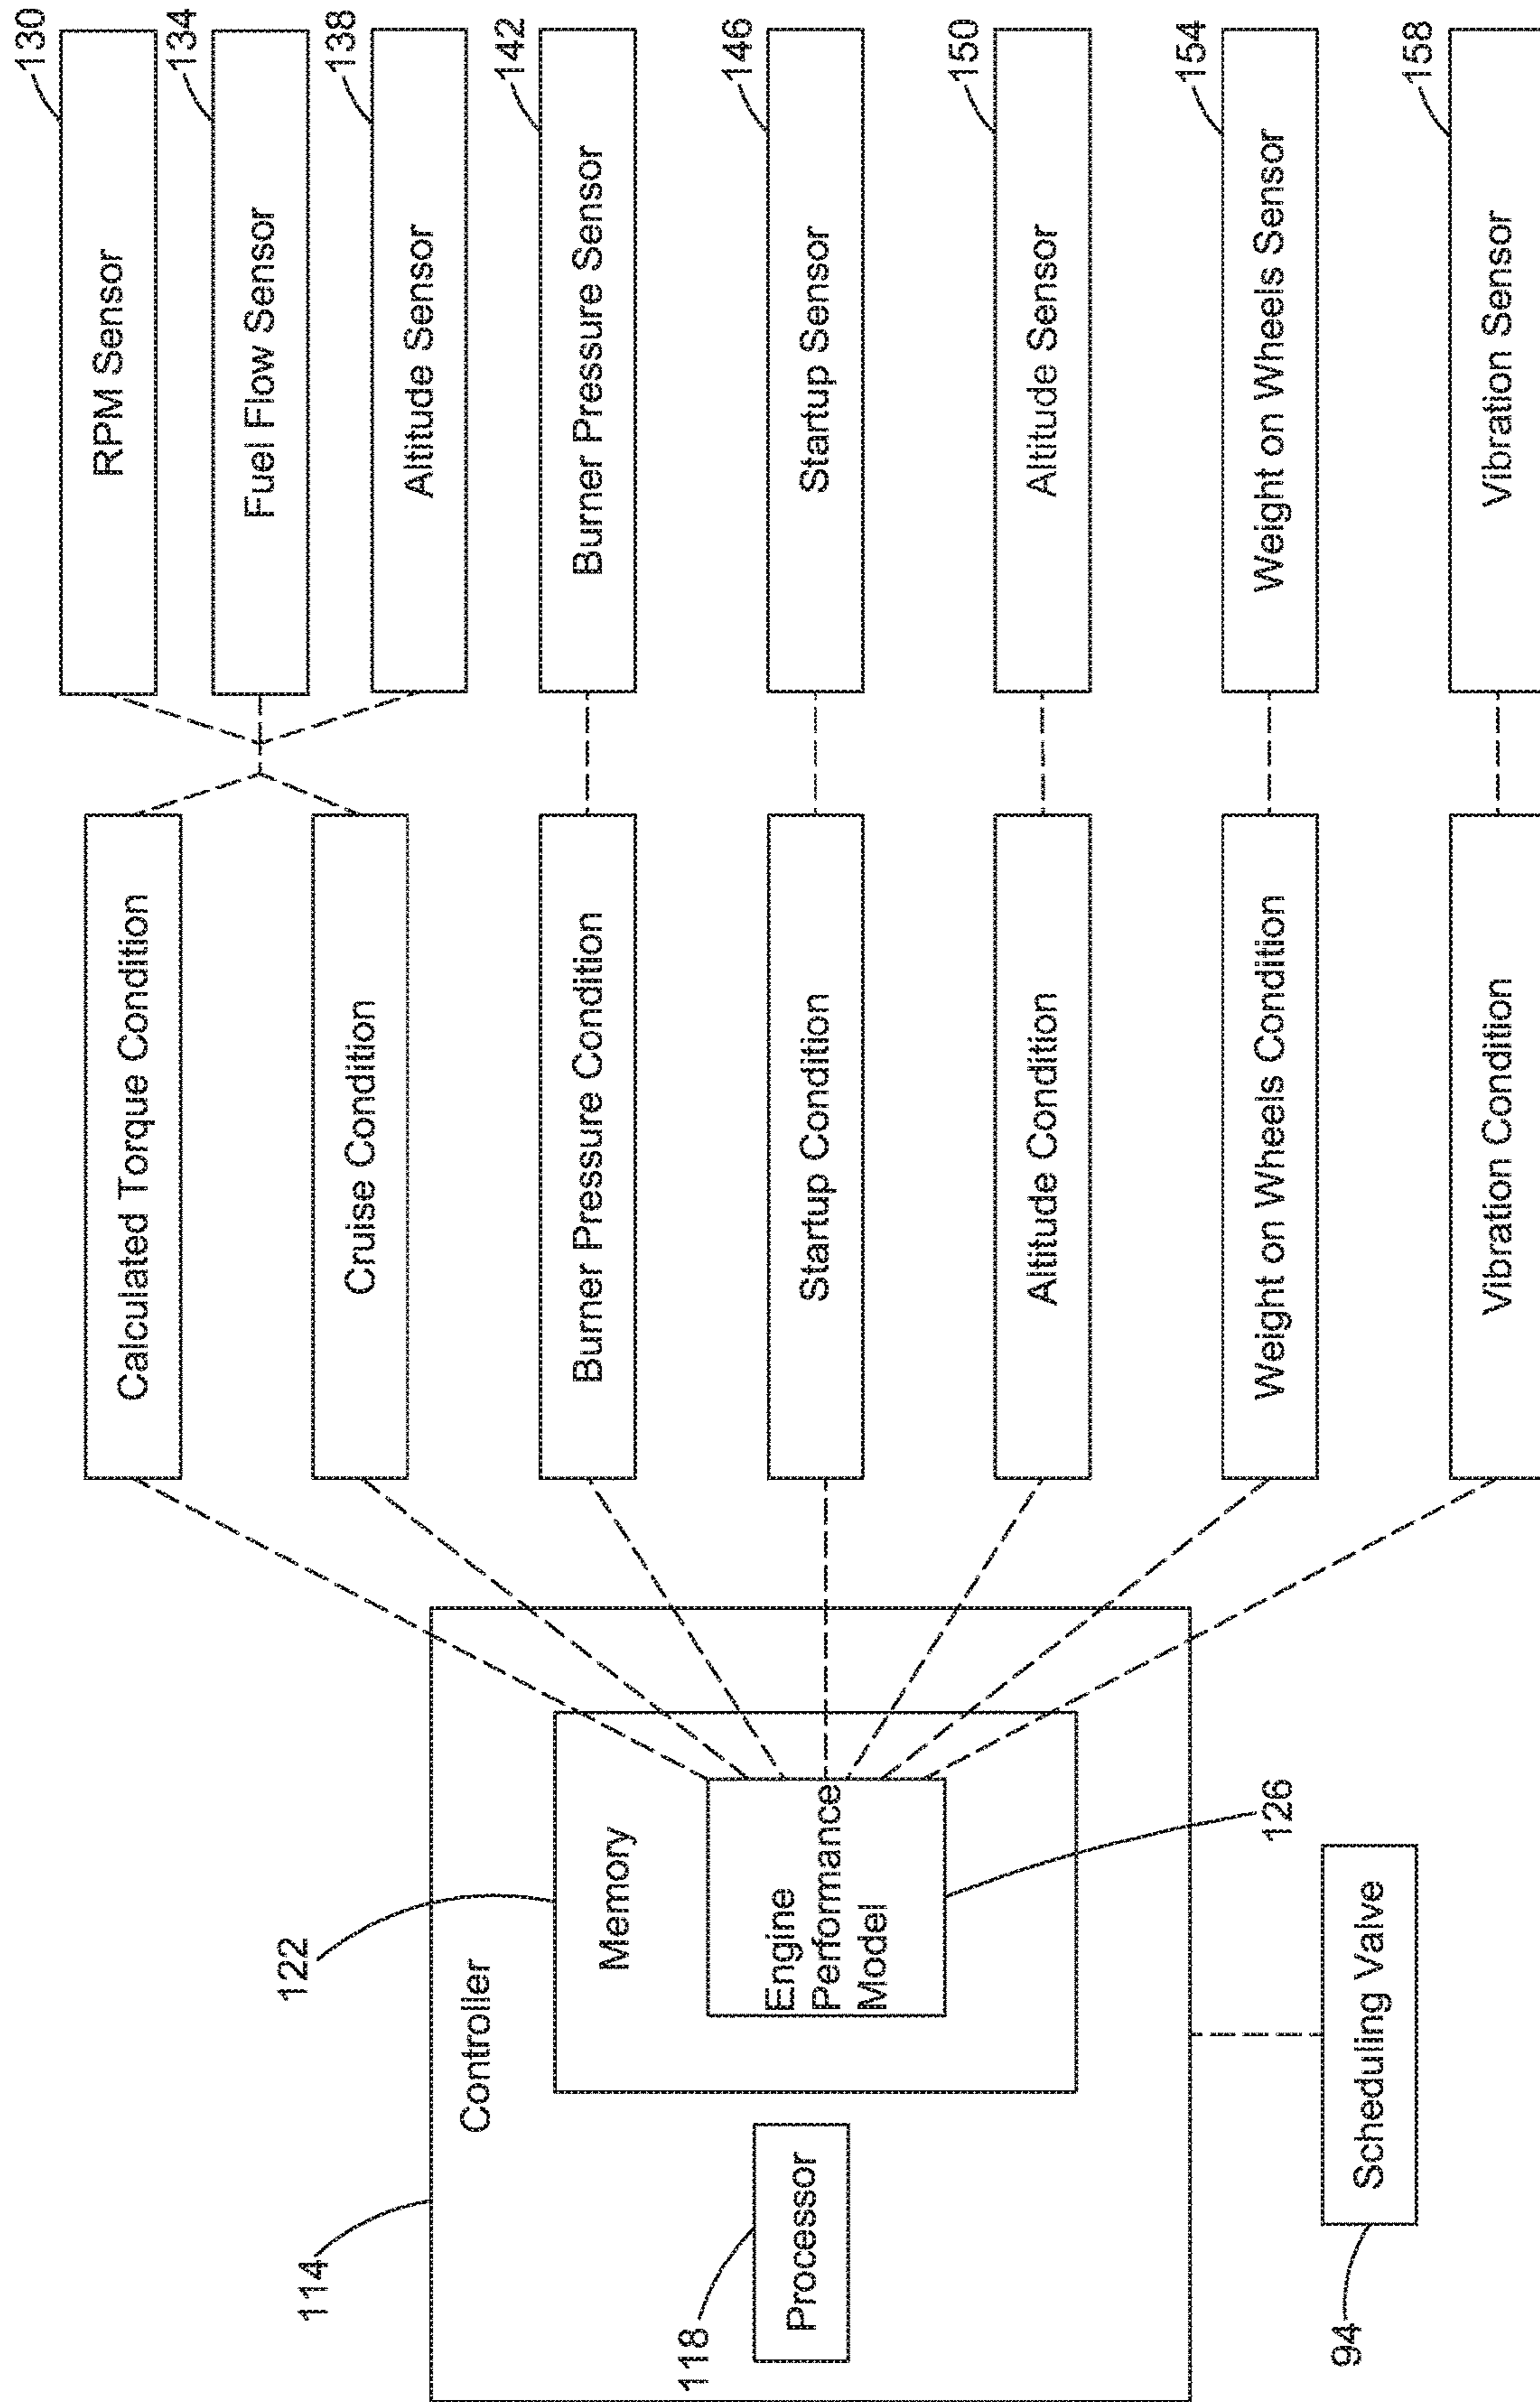 114
Controller
122
Memory
Engine
Performance
Model
126
118
Processor
94
Scheduling Valve
Calculated Torque Condition
Cruise Condition
Burner Pressure Condition
Startup Condition
Altitude Condition
Weight on Wheels Condition
Vibration Condition
RPM Sensor
130
Fuel Flow Sensor
134
Altitude Sensor
138
Burner Pressure Sensor
142
Startup Sensor
146
Altitude Sensor
150
Weight on Wheels Sensor
154
Vibration Sensor
158